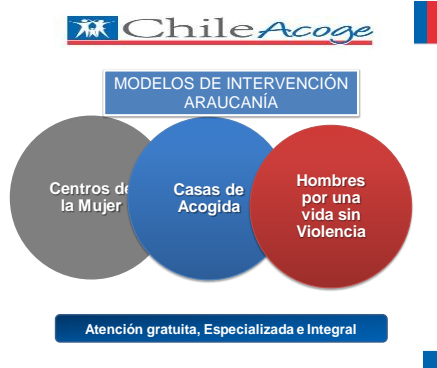 Chile Acoge
MODELOS DE INTERVENCIÓN
ARAUCANÍA
Centros de
la Mujer
Casas de
Acogida
Hombres
por una
vida sin
Violencia
Atención gratuita, Especializada e Integral